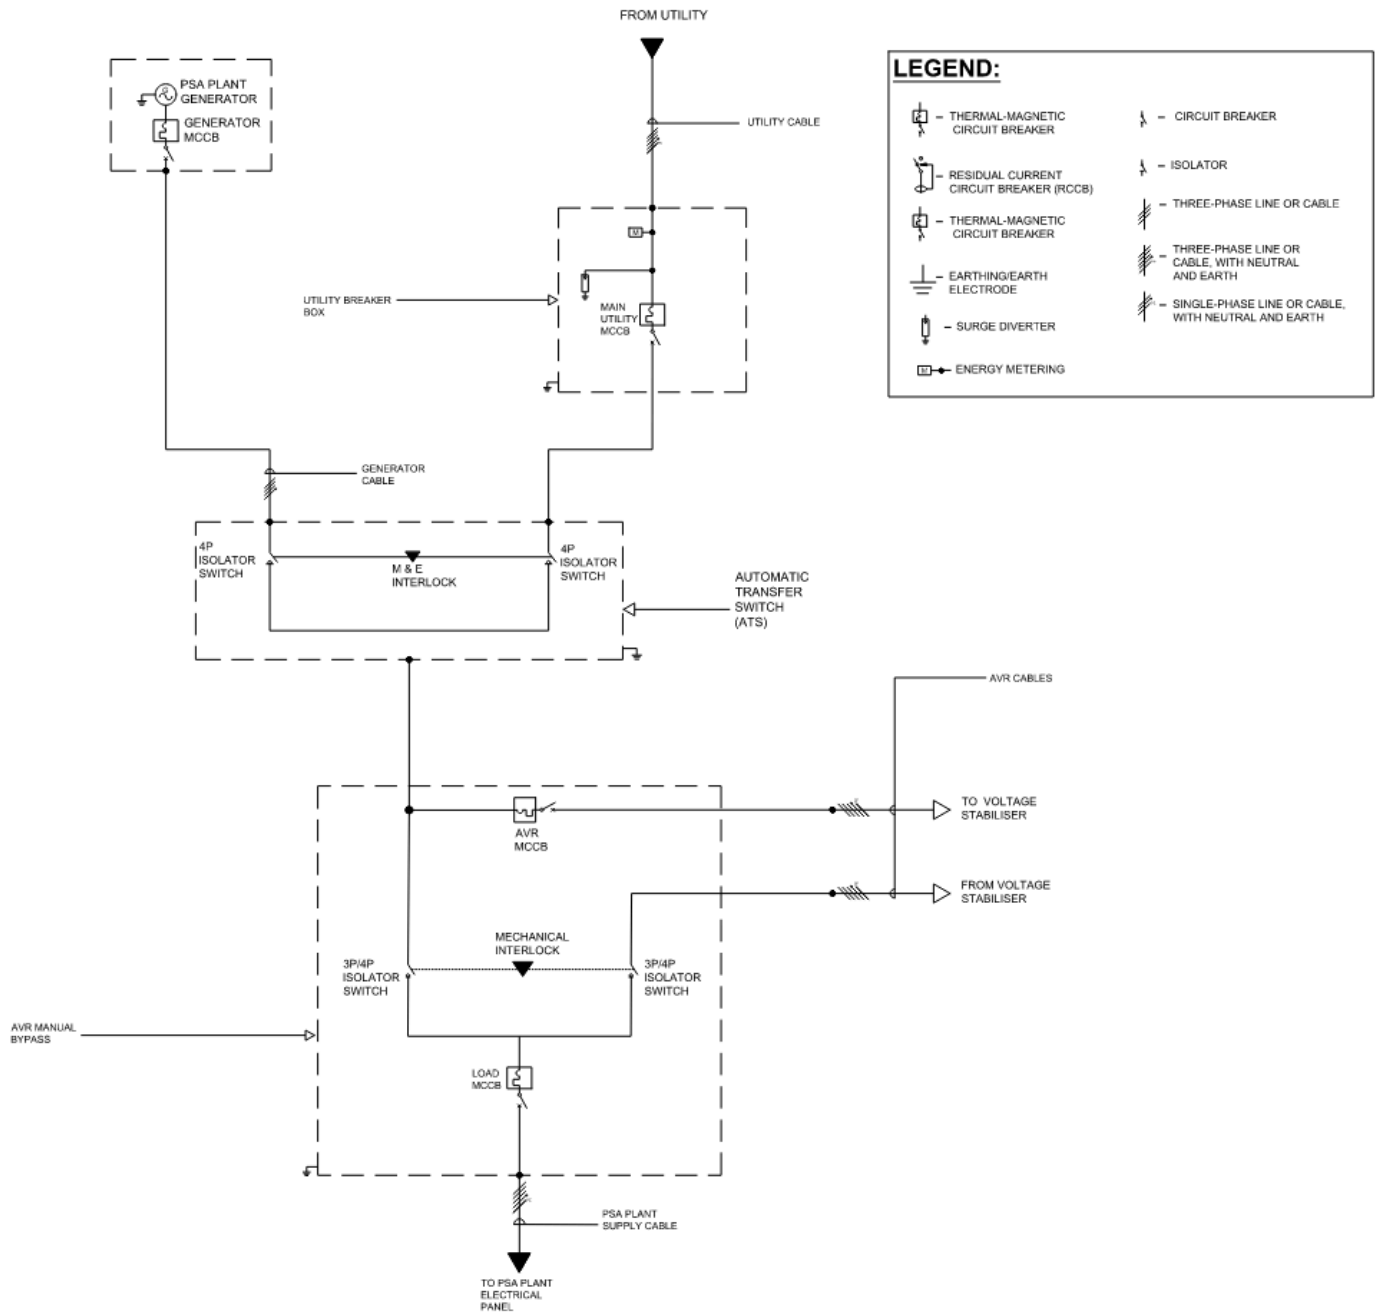 FROM UTILITY
PSA PLANT
GENERATOR
GENERATOR
MCCB
UTILITY CABLE
LEGEND:
THERMAL-MAGNETIC
CIRCUIT BREAKER
RESIDUAL CURRENT
CIRCUIT BREAKER (RCCB)
THERMAL-MAGNETIC
CIRCUIT BREAKER
EARTHING/EARTH
ELECTRODE
SURGE DIVERTER
M
ENERGY METERING
CIRCUIT BREAKER
ISOLATOR
THREE-PHASE LINE OR CABLE
THREE-PHASE LINE OR
CABLE, WITH NEUTRAL
AND EARTH
SINGLE-PHASE LINE OR CABLE,
WITH NEUTRAL AND EARTH
M
UTILITY BREAKER
BOX
MAIN
UTILITY
MCCB
GENERATOR
CABLE
4P
ISOLATOR
SWITCH
M & E
INTERLOCK
4P
ISOLATOR
SWITCH
AUTOMATIC
TRANSFER
SWITCH
(ATS)
AVR CABLES
AVR
MCCB
TO VOLTAGE
STABILISER
FROM VOLTAGE
STABILISER
MECHANICAL
INTERLOCK
3P/4P
ISOLATOR
SWITCH
3P/4P
ISOLATOR
SWITCH
AVR MANUAL
BYPASS
LOAD
MCCB
PSA PLANT
SUPPLY CABLE
TO PSA PLANT
ELECTRICAL
PANEL